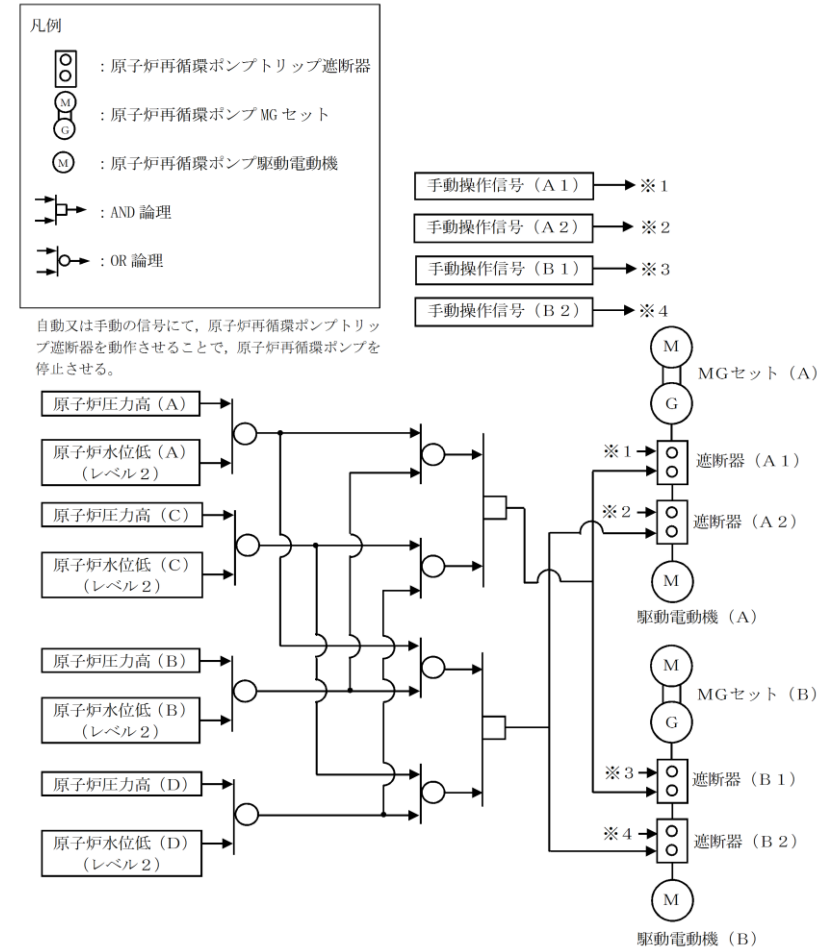 凡例
：原子炉再循環ポンプトリップ遮断器
M
G
：原子炉再循環ポンプ MG セット
M
：原子炉再循環ポンプ駆動電動機
：AND 論理
：OR 論理
自動又は手動の信号にて，原子炉再循環ポンプトリッ
プ遮断器を動作させることで，原子炉再循環ポンプを
停止させる。
手動操作信号（A１）
※１
手動操作信号（A２）
※２
手動操作信号（B１）
※３
手動操作信号（B２）
※４
原子炉圧力高（A）
原子炉水位低（A）
（レベル２）
原子炉圧力高（C）
原子炉水位低（C）
（レベル２）
原子炉圧力高（B）
原子炉水位低（B）
（レベル２）
原子炉圧力高（D）
原子炉水位低（D）
（レベル２）
M
G
MGセット（A）
※１
遮断器（A１）
※２
遮断器（A２）
M
駆動電動機（A）
M
G
MGセット（B）
※３
遮断器（B１）
※４
遮断器（B２）
M
駆動電動機（B）